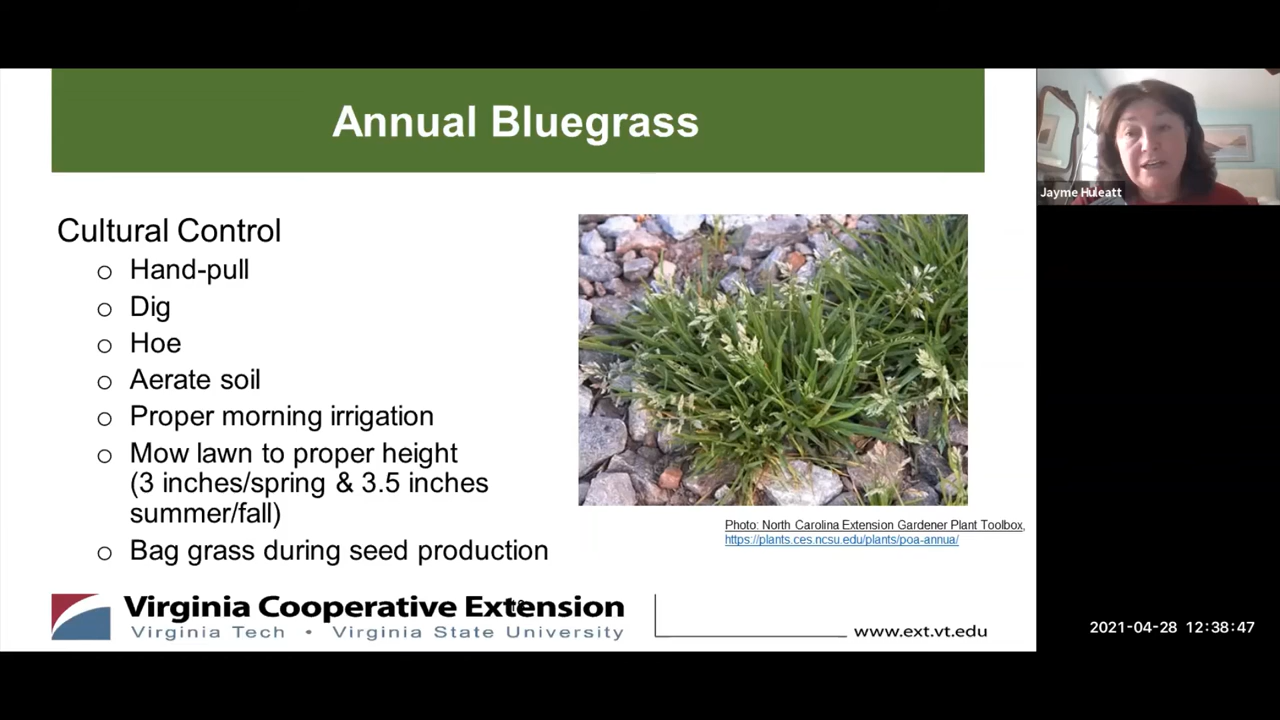 Annual Bluegrass
Jayme Huleatt
Cultural Control
Hand-pull
Dig
Hoe
Aerate soil
Proper morning irrigation
Mow lawn to proper height
(3 inches/spring & 3.5 inches
summer/fall)
Bag grass during seed production
Photo: North Carolina Extension Gardener Plant Toolbox,
https://plants.ces.ncsu.edu/plants/poa-annua/
Virginia Cooperative Extension
Virginia Tech • Virginia State University
www.ext.vt.edu
2021-04-28 12:38:47